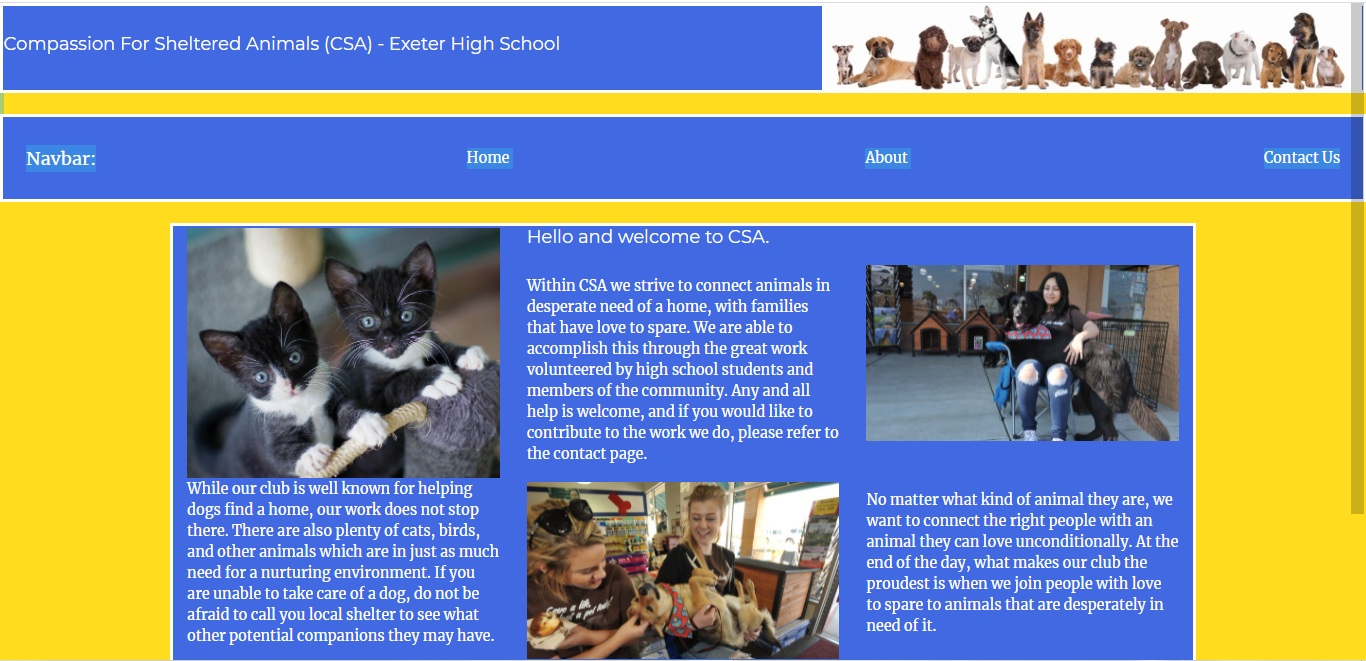 Compassion For Sheltered Animals (CSA) - Exeter High School
Navbar:
Home
About
Contact Us
While our club is well known for helping
dogs find a home, our work does not stop
there. There are also plenty of cats, birds,
and other animals which are in just as much
need for a nurturing environment. If you
are unable to take care of a dog, do not be
afraid to call you local shelter to see what
other potential companions they may have.
Hello and welcome to CSA.
Within CSA we strive to connect animals in
desperate need of a home, with families
that have love to spare. We are able to
accomplish this through the great work
volunteered by high school students and
members of the community. Any and all
help is welcome, and if you would like to
contribute to the work we do, please refer to
the contact page.
No matter what kind of animal they are, we
want to connect the right people with an
animal they can love unconditionally. At the
end of the day, what makes our club the
proudest is when we join people with love
to spare to animals that are desperately in
need of it.